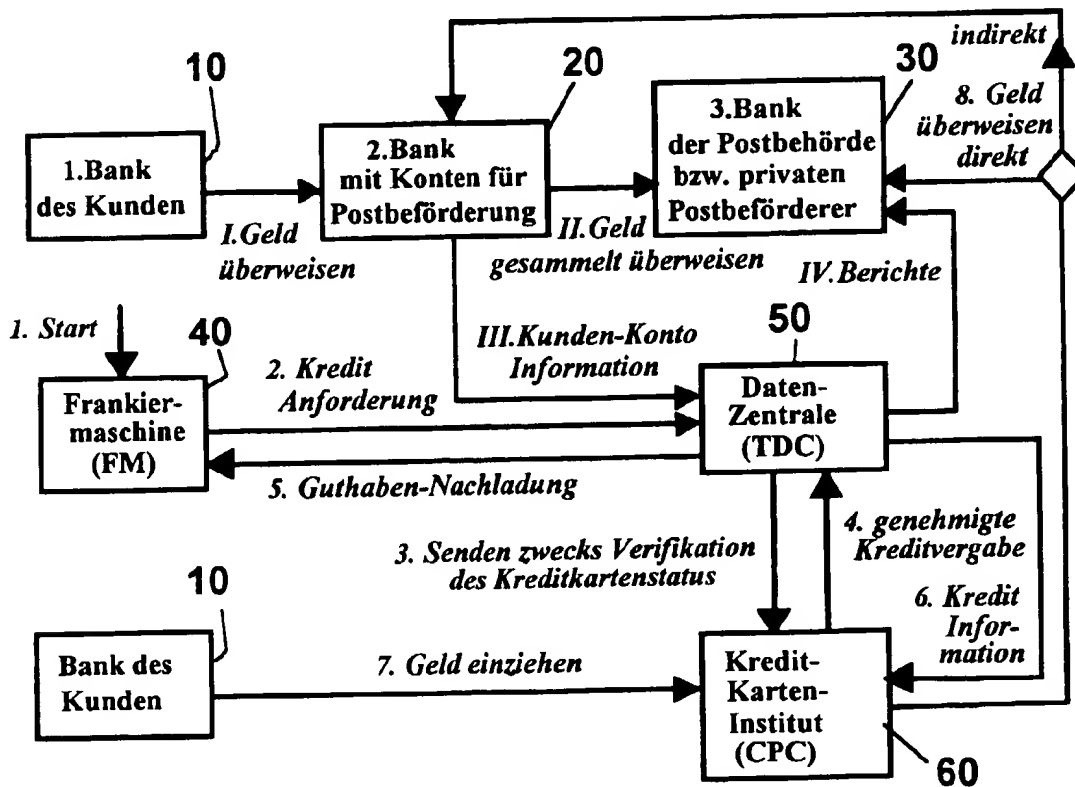 indirekt
10
20
30
8. Geld
überweisen
direkt
1.Bank
des Kunden
2.Bank
mit Konten für
Postbeförderung
3.Bank
der Postbehörde
bzw. privaten
Postbeförderer
I.Geld
überweisen
II.Geld
gesammelt überweisen
IV.Berichte
1. Start
40
2. Kredit
Anforderung
III.Kunden-Konto
Information
50
Frankier-
maschine
(FM)
Daten-
Zentrale
(TDC)
5. Guthaben-Nachladung
3. Senden zwecks Verifikation
des Kreditkartenstatus
4. genehmigte
Kreditvergabe
10
6. Kredit
Infor-
mation
Bank des
Kunden
7. Geld einziehen
Kredit-
Karten-
Institut
(CPC)
60